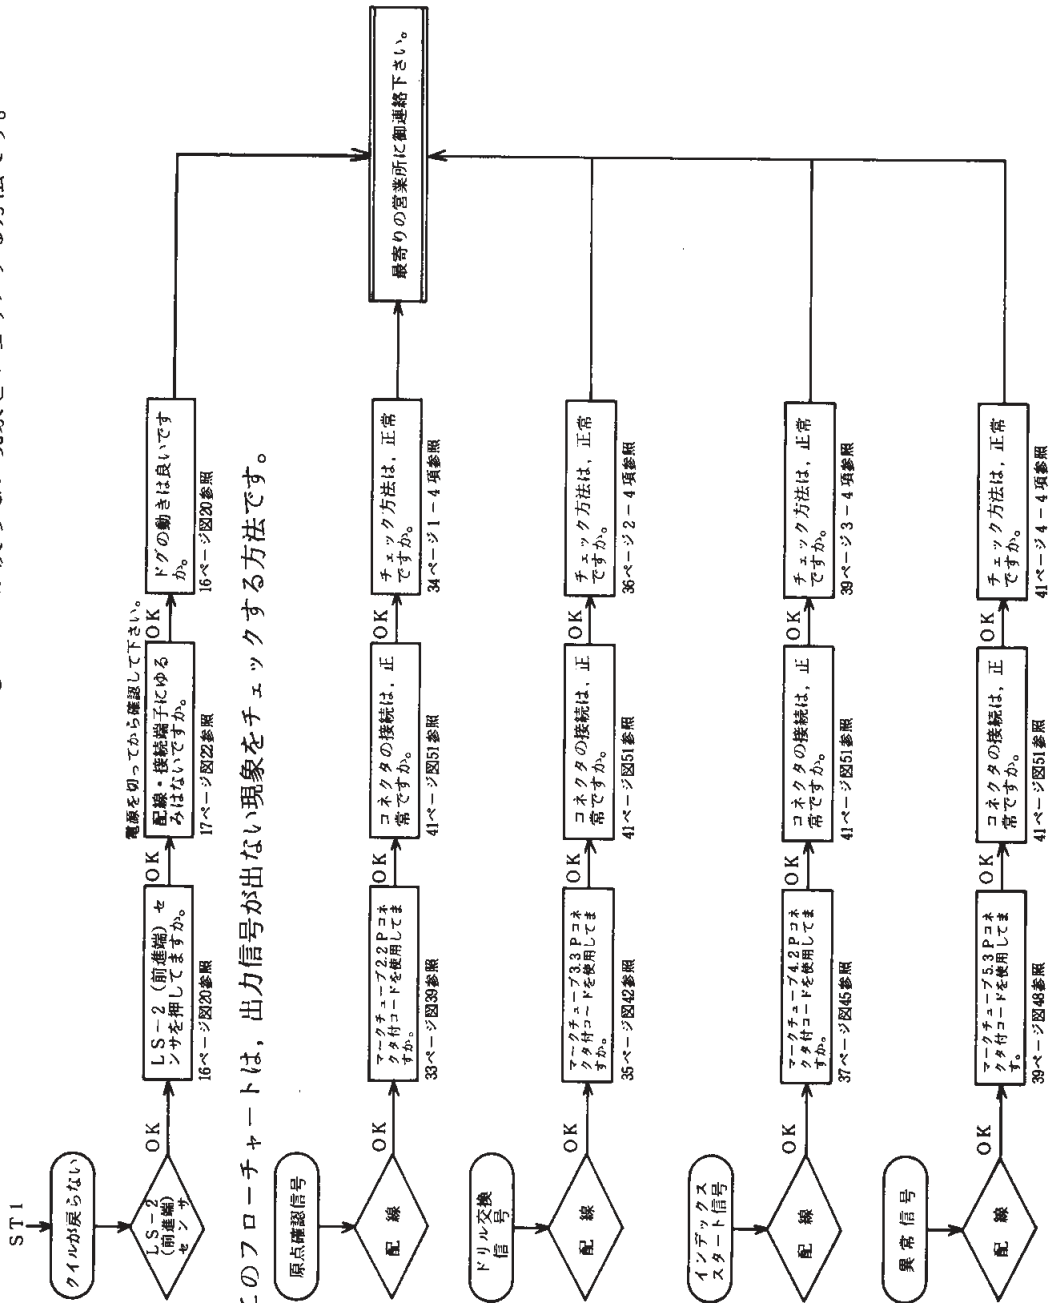 ST1
クイルが戻らない
LS-2
(前進端)
センサ
OK
LS-2 (前進端) セ
ンサを押してますか。
16ページ図20参照
OK
電源を切ってから確認して下さい。
配線・接続端子にゆる
みはないですか。
17ページ図22参照
OK
ドグの動きは良いです
か。
16ページ図20参照
このフローチャートは，出力信号が出ない現象をチェックする方法です。
原点確認信号
配 線
OK
マークチューブ2.2Pコネ
クタ付コードを使用してま
すか。
33ページ図39参照
OK
コネクタの接続は，正
常ですか。
41ページ図51参照
OK
チェック方法は，正常
ですか。
34ページ1-4項参照
最寄りの営業所に御連絡下さい。
ドリル交換
信 号
配 線
OK
マークチューブ3.3Pコネ
クタ付コードを使用してま
すか。
35ページ図42参照
OK
コネクタの接続は，正
常ですか。
41ページ図51参照
OK
チェック方法は，正常
ですか。
36ページ2-4項参照
インデックス
スタート信号
配 線
OK
マークチューブ4.2Pコネ
クタ付コードを使用してま
すか。
37ページ図45参照
OK
コネクタの接続は，正
常ですか。
41ページ図51参照
OK
チェック方法は，正常
ですか。
39ページ3-4項参照
異常信号
配 線
OK
マークチューブ5.3Pコネ
クタ付コードを使用してま
す。
39ページ図48参照
OK
コネクタの接続は，正
常ですか。
41ページ図51参照
OK
チェック方法は，正常
ですか。
41ページ4-4項参照